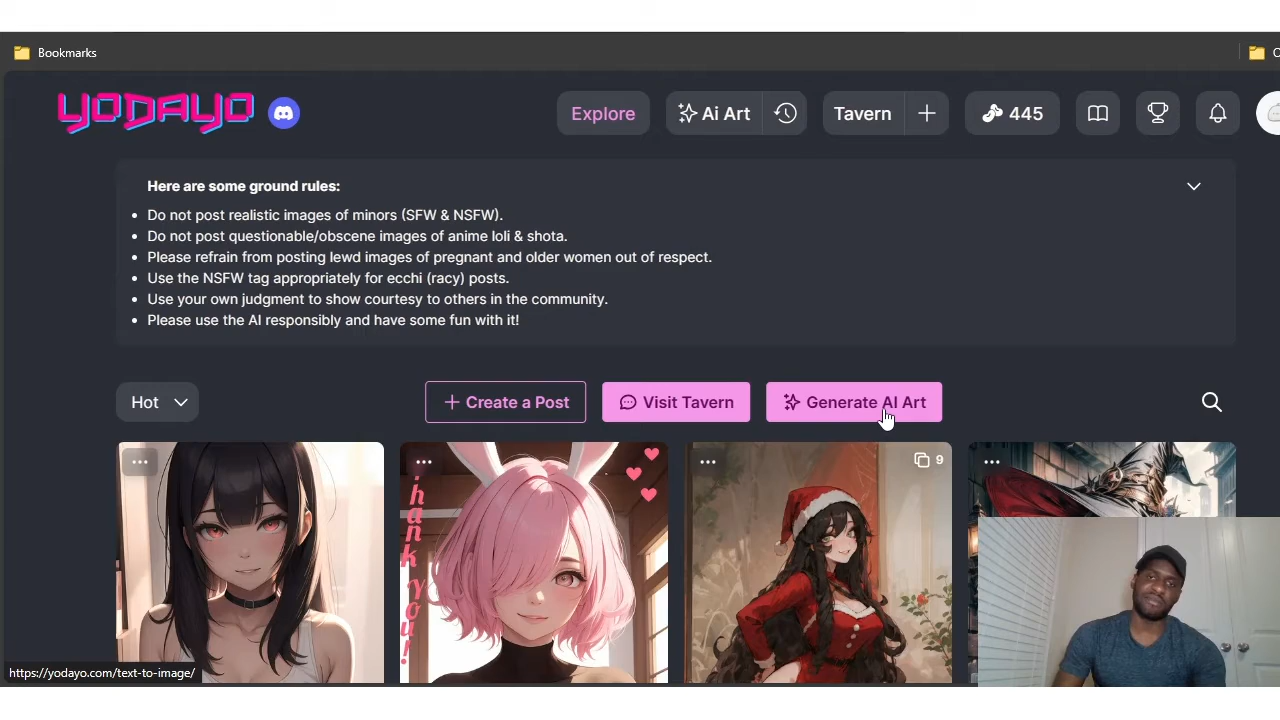 Bookmarks
O
YODAYO
Explore
Ai Art
Tavern
445
Here are some ground rules:
• Do not post realistic images of minors (SFW & NSFW).
• Do not post questionable/obscene images of anime loli & shota.
• Please refrain from posting lewd images of pregnant and older women out of respect.
• Use the NSFW tag appropriately for ecchi (racy) posts.
• Use your own judgment to show courtesy to others in the community.
• Please use the AI responsibly and have some fun with it!
Hot
+ Create a Post
Visit Tavern
Generate AI Art
9
hank you!
https://yodayo.com/text-to-image/